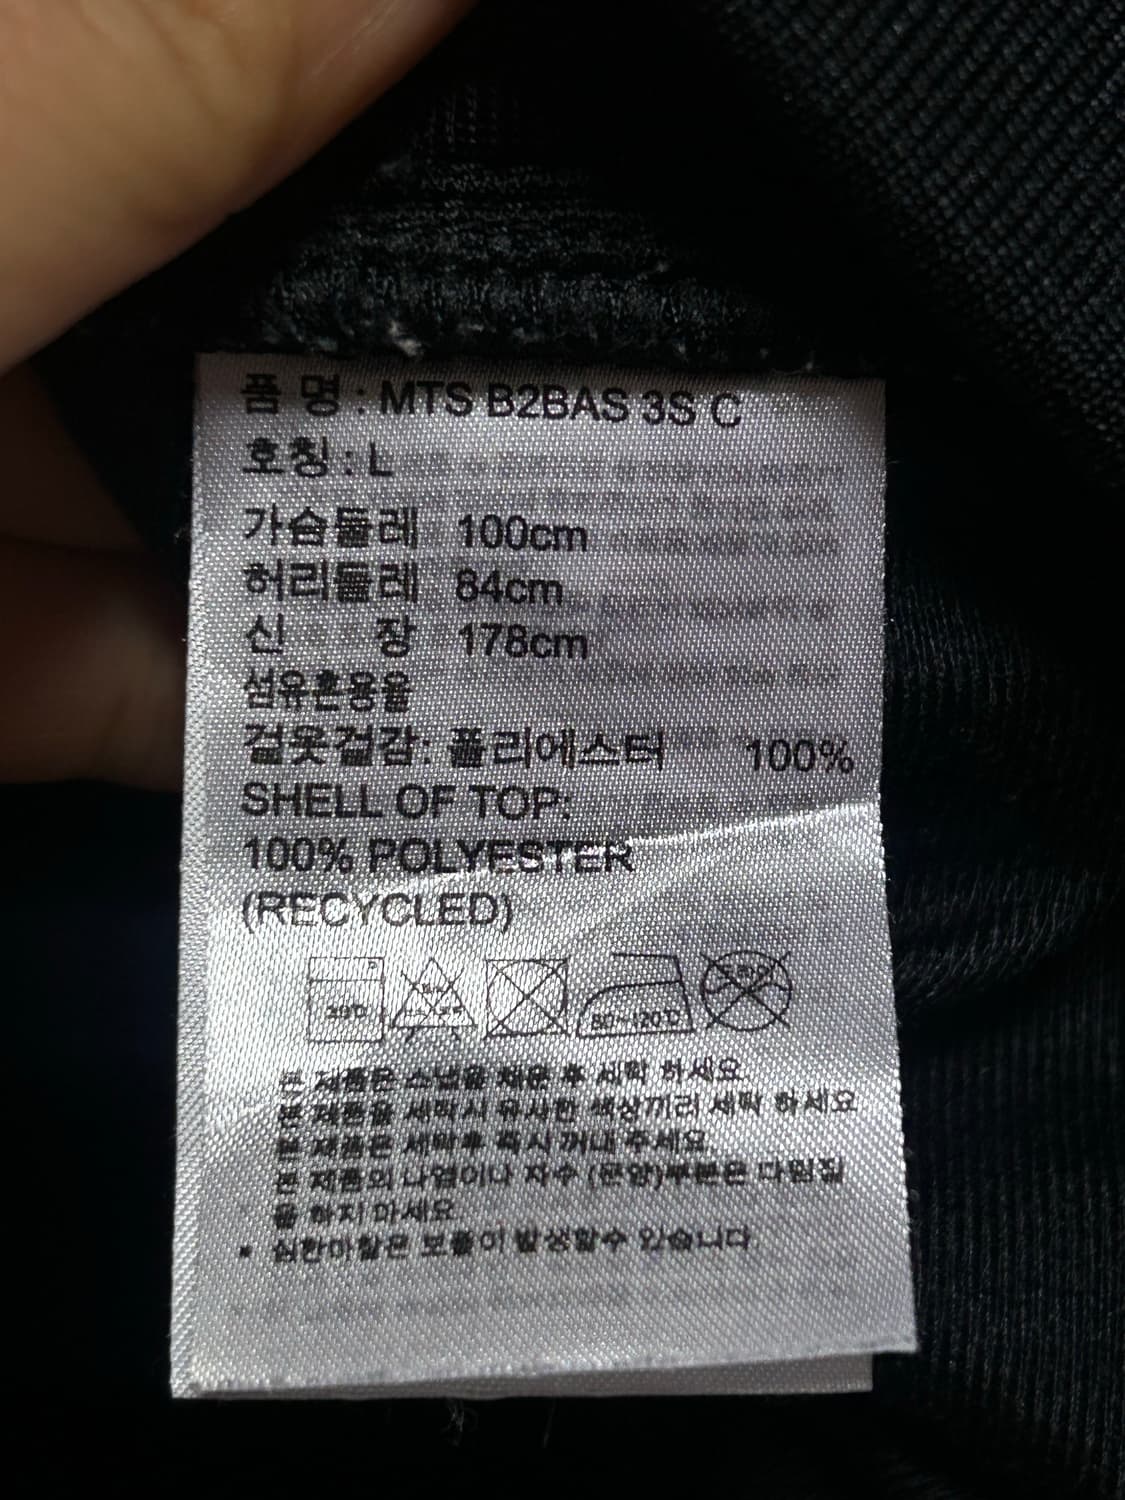 품 명 : MTS B2BAS 3S C
호칭 : L
가슴둘레 100cm
허리둘레 84cm
신 장 178cm
섬유혼용율
겉옷겉감: 폴리에스터 100%
SHELL OF TOP:
100% POLYESTER
(RECYCLED)
80~120℃
본 제품은 스냅을 채운 후 세탁 하세요
본 제품을 세탁시 유사한 색상끼리 세탁 하세요
본 제품은 세탁후 즉시 꺼내 주세요
본 제품의 나염이나 자수 (문양)부분은 다림질
을 하지 마세요
▪ 심한마찰은 보풀이 발생할수 있습니다.